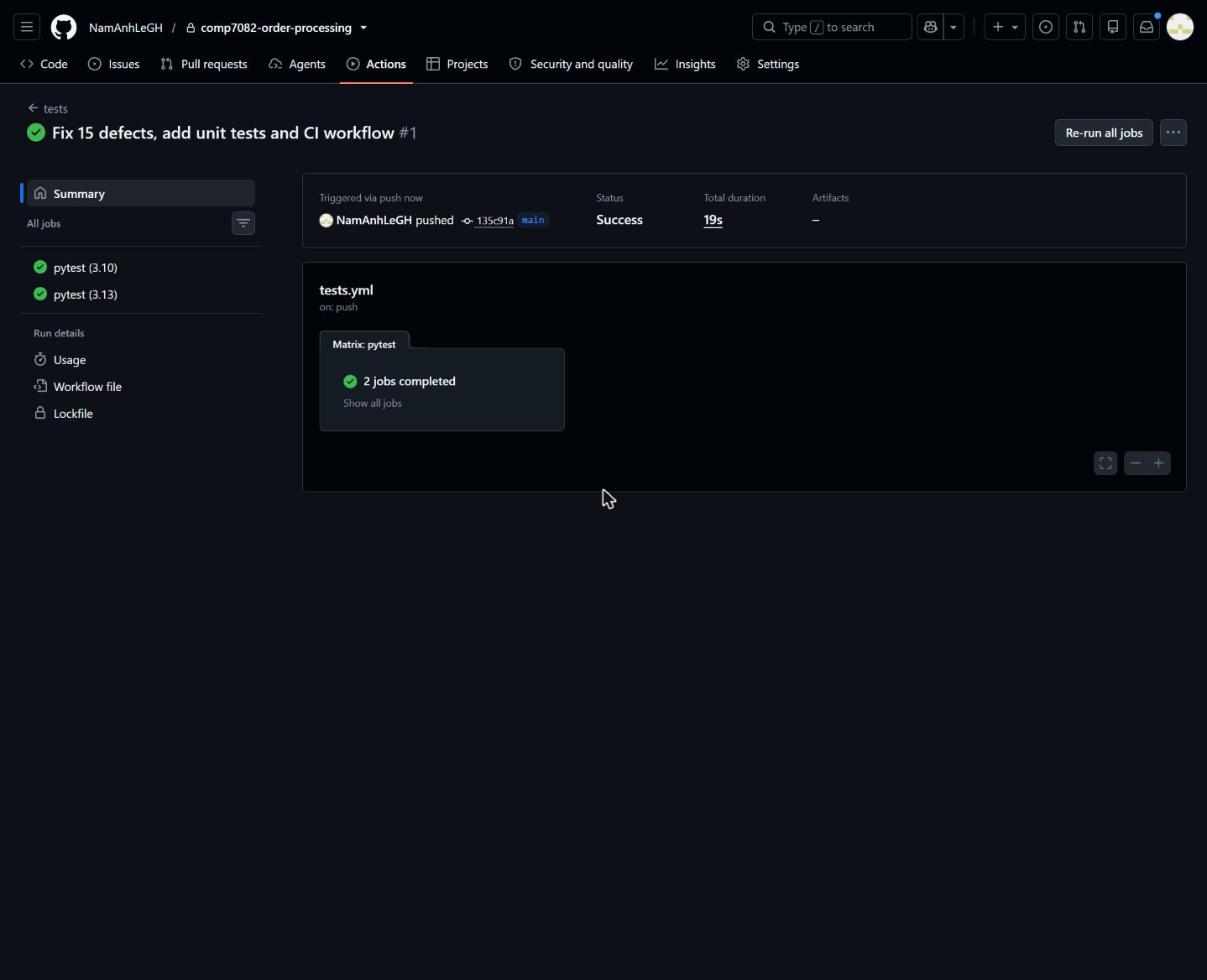 NamAnhLeGH / comp7082-order-processing
Type / to search
Code Issues Pull requests Agents Actions Projects Security and quality Insights Settings
← tests
Fix 15 defects, add unit tests and CI workflow #1
Re-run all jobs ...
Summary
All jobs
pytest (3.10)
pytest (3.13)
Run details
Usage
Workflow file
Lockfile
Triggered via push now
NamAnhLeGH pushed 135c91a main
Status
Success
Total duration
19s
Artifacts
–
tests.yml
on: push
Matrix: pytest
2 jobs completed
Show all jobs